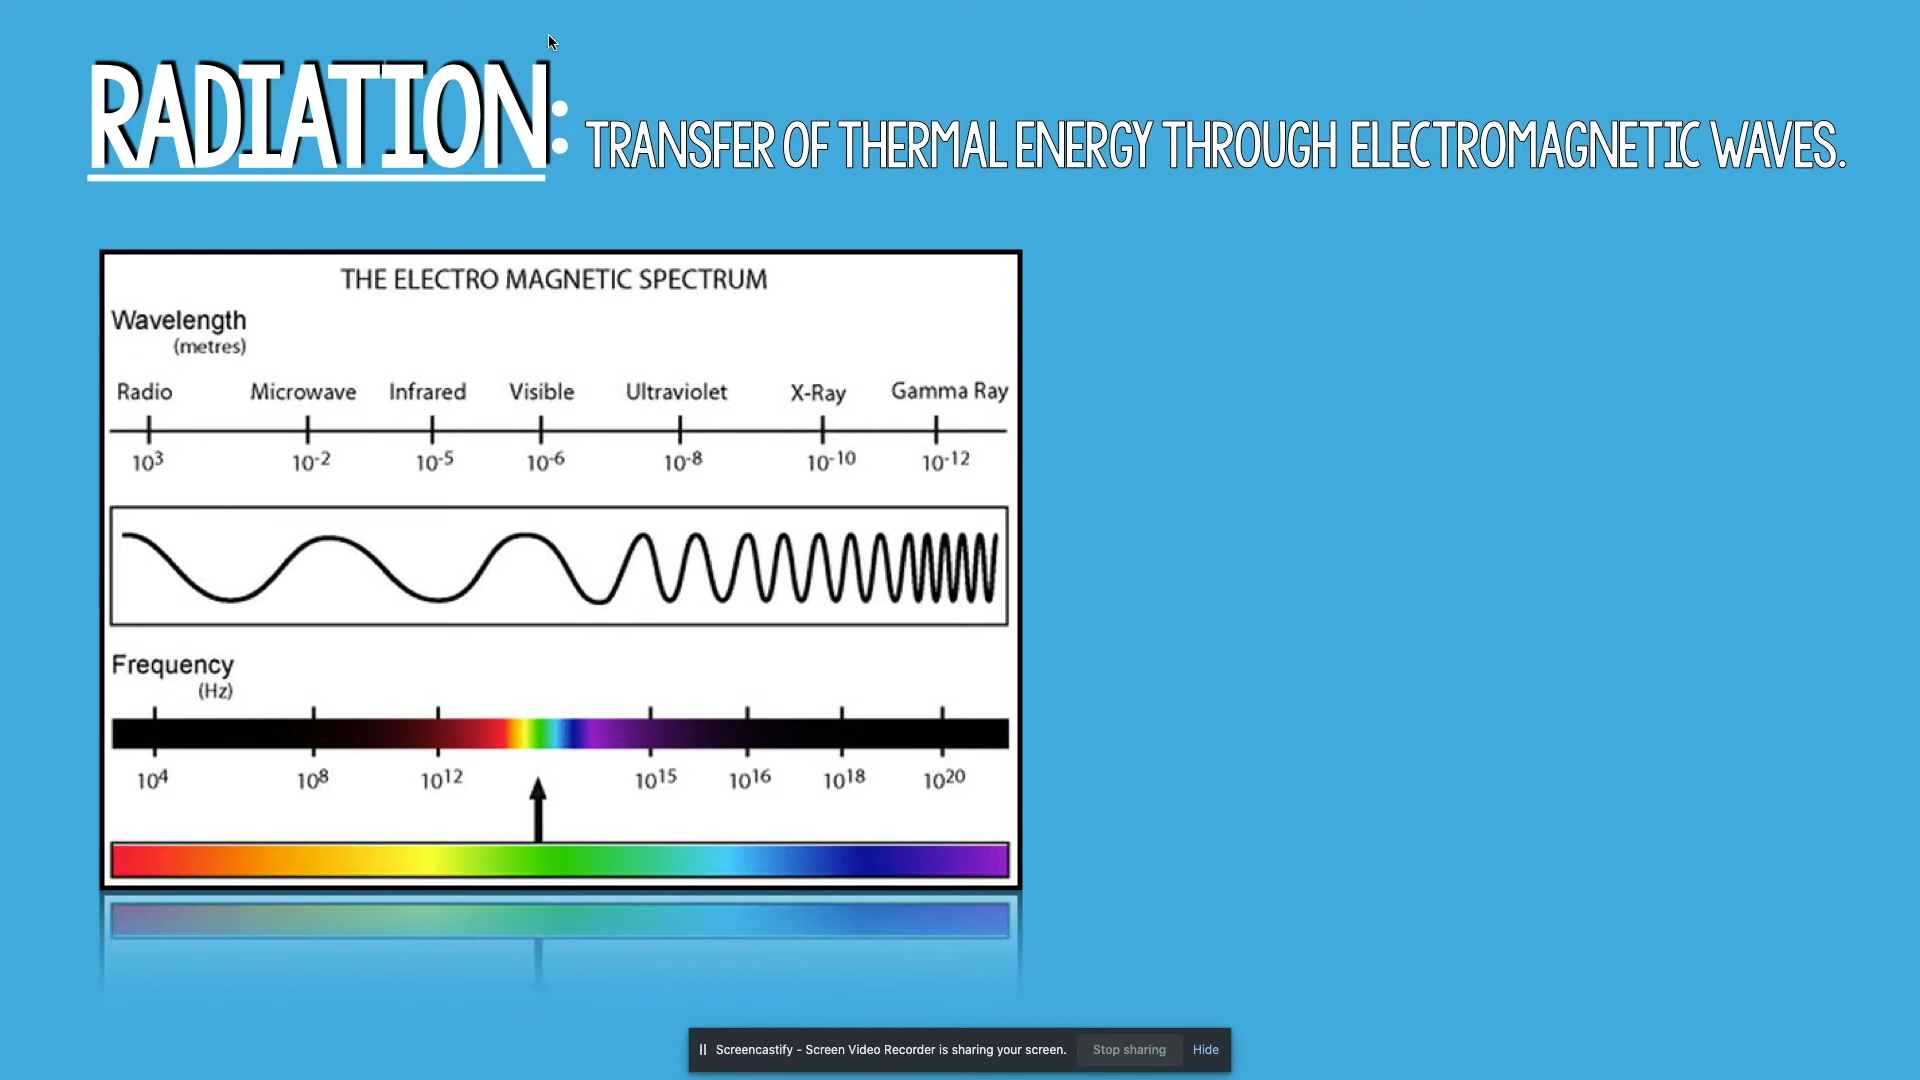 RADIATION: TRANSFER OF THERMAL ENERGY THROUGH ELECTROMAGNETIC WAVES.
THE ELECTRO MAGNETIC SPECTRUM
Wavelength
(metres)
Radio Microwave Infrared Visible Ultraviolet X-Ray Gamma Ray
10³ 10⁻² 10⁻⁵ 10⁻⁶ 10⁻⁸ 10⁻¹⁰ 10⁻¹²
Frequency
(Hz)
10⁴ 10⁸ 10¹² 10¹⁵ 10¹⁶ 10¹⁸ 10²⁰
Screencastify - Screen Video Recorder is sharing your screen. Stop sharing Hide